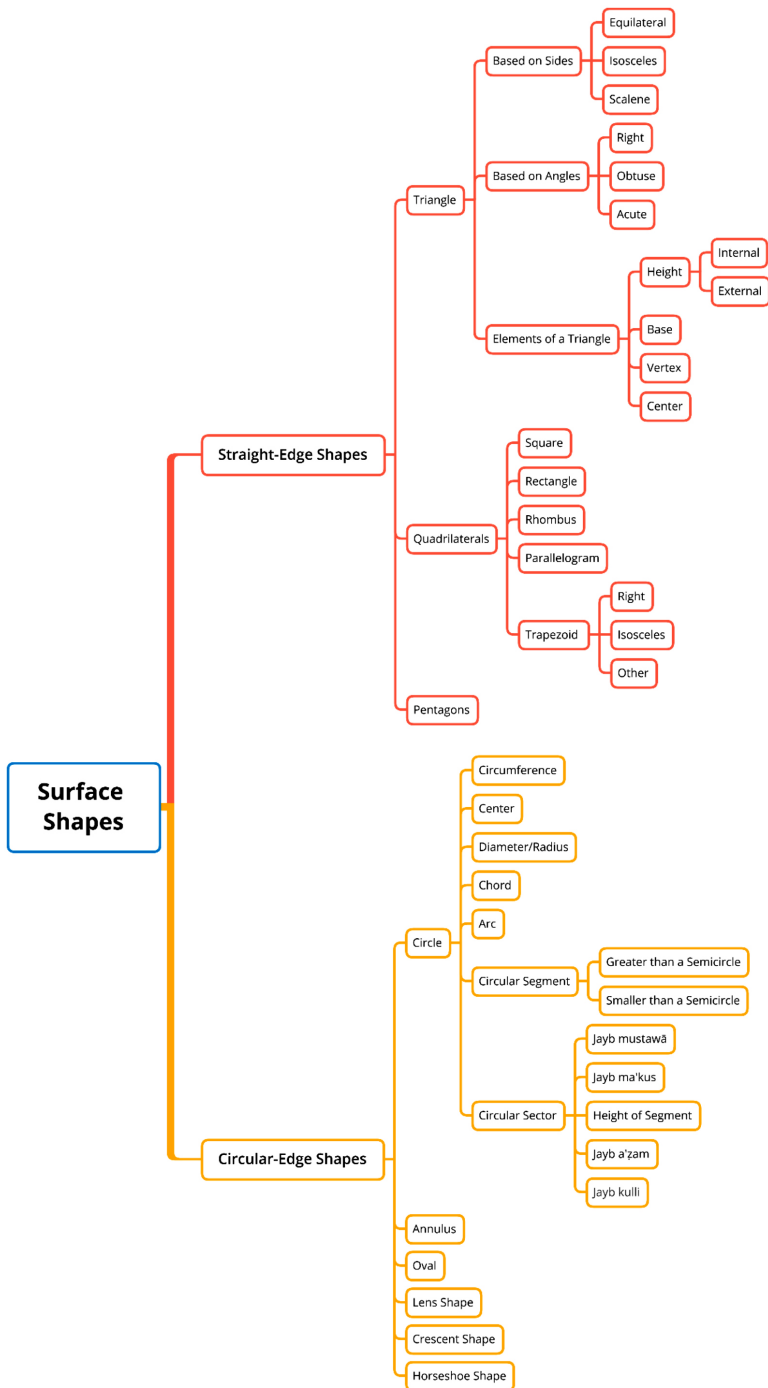 Surface
Shapes
Straight-Edge Shapes
Triangle
Based on Sides
Equilateral
Isosceles
Scalene
Based on Angles
Right
Obtuse
Acute
Elements of a Triangle
Height
Internal
External
Base
Vertex
Center
Quadrilaterals
Square
Rectangle
Rhombus
Parallelogram
Trapezoid
Right
Isosceles
Other
Pentagons
Circular-Edge Shapes
Circle
Circumference
Center
Diameter/Radius
Chord
Arc
Circular Segment
Greater than a Semicircle
Smaller than a Semicircle
Circular Sector
Jayb mustawā
Jayb ma'kus
Height of Segment
Jayb a'ẓam
Jayb kulli
Annulus
Oval
Lens Shape
Crescent Shape
Horseshoe Shape